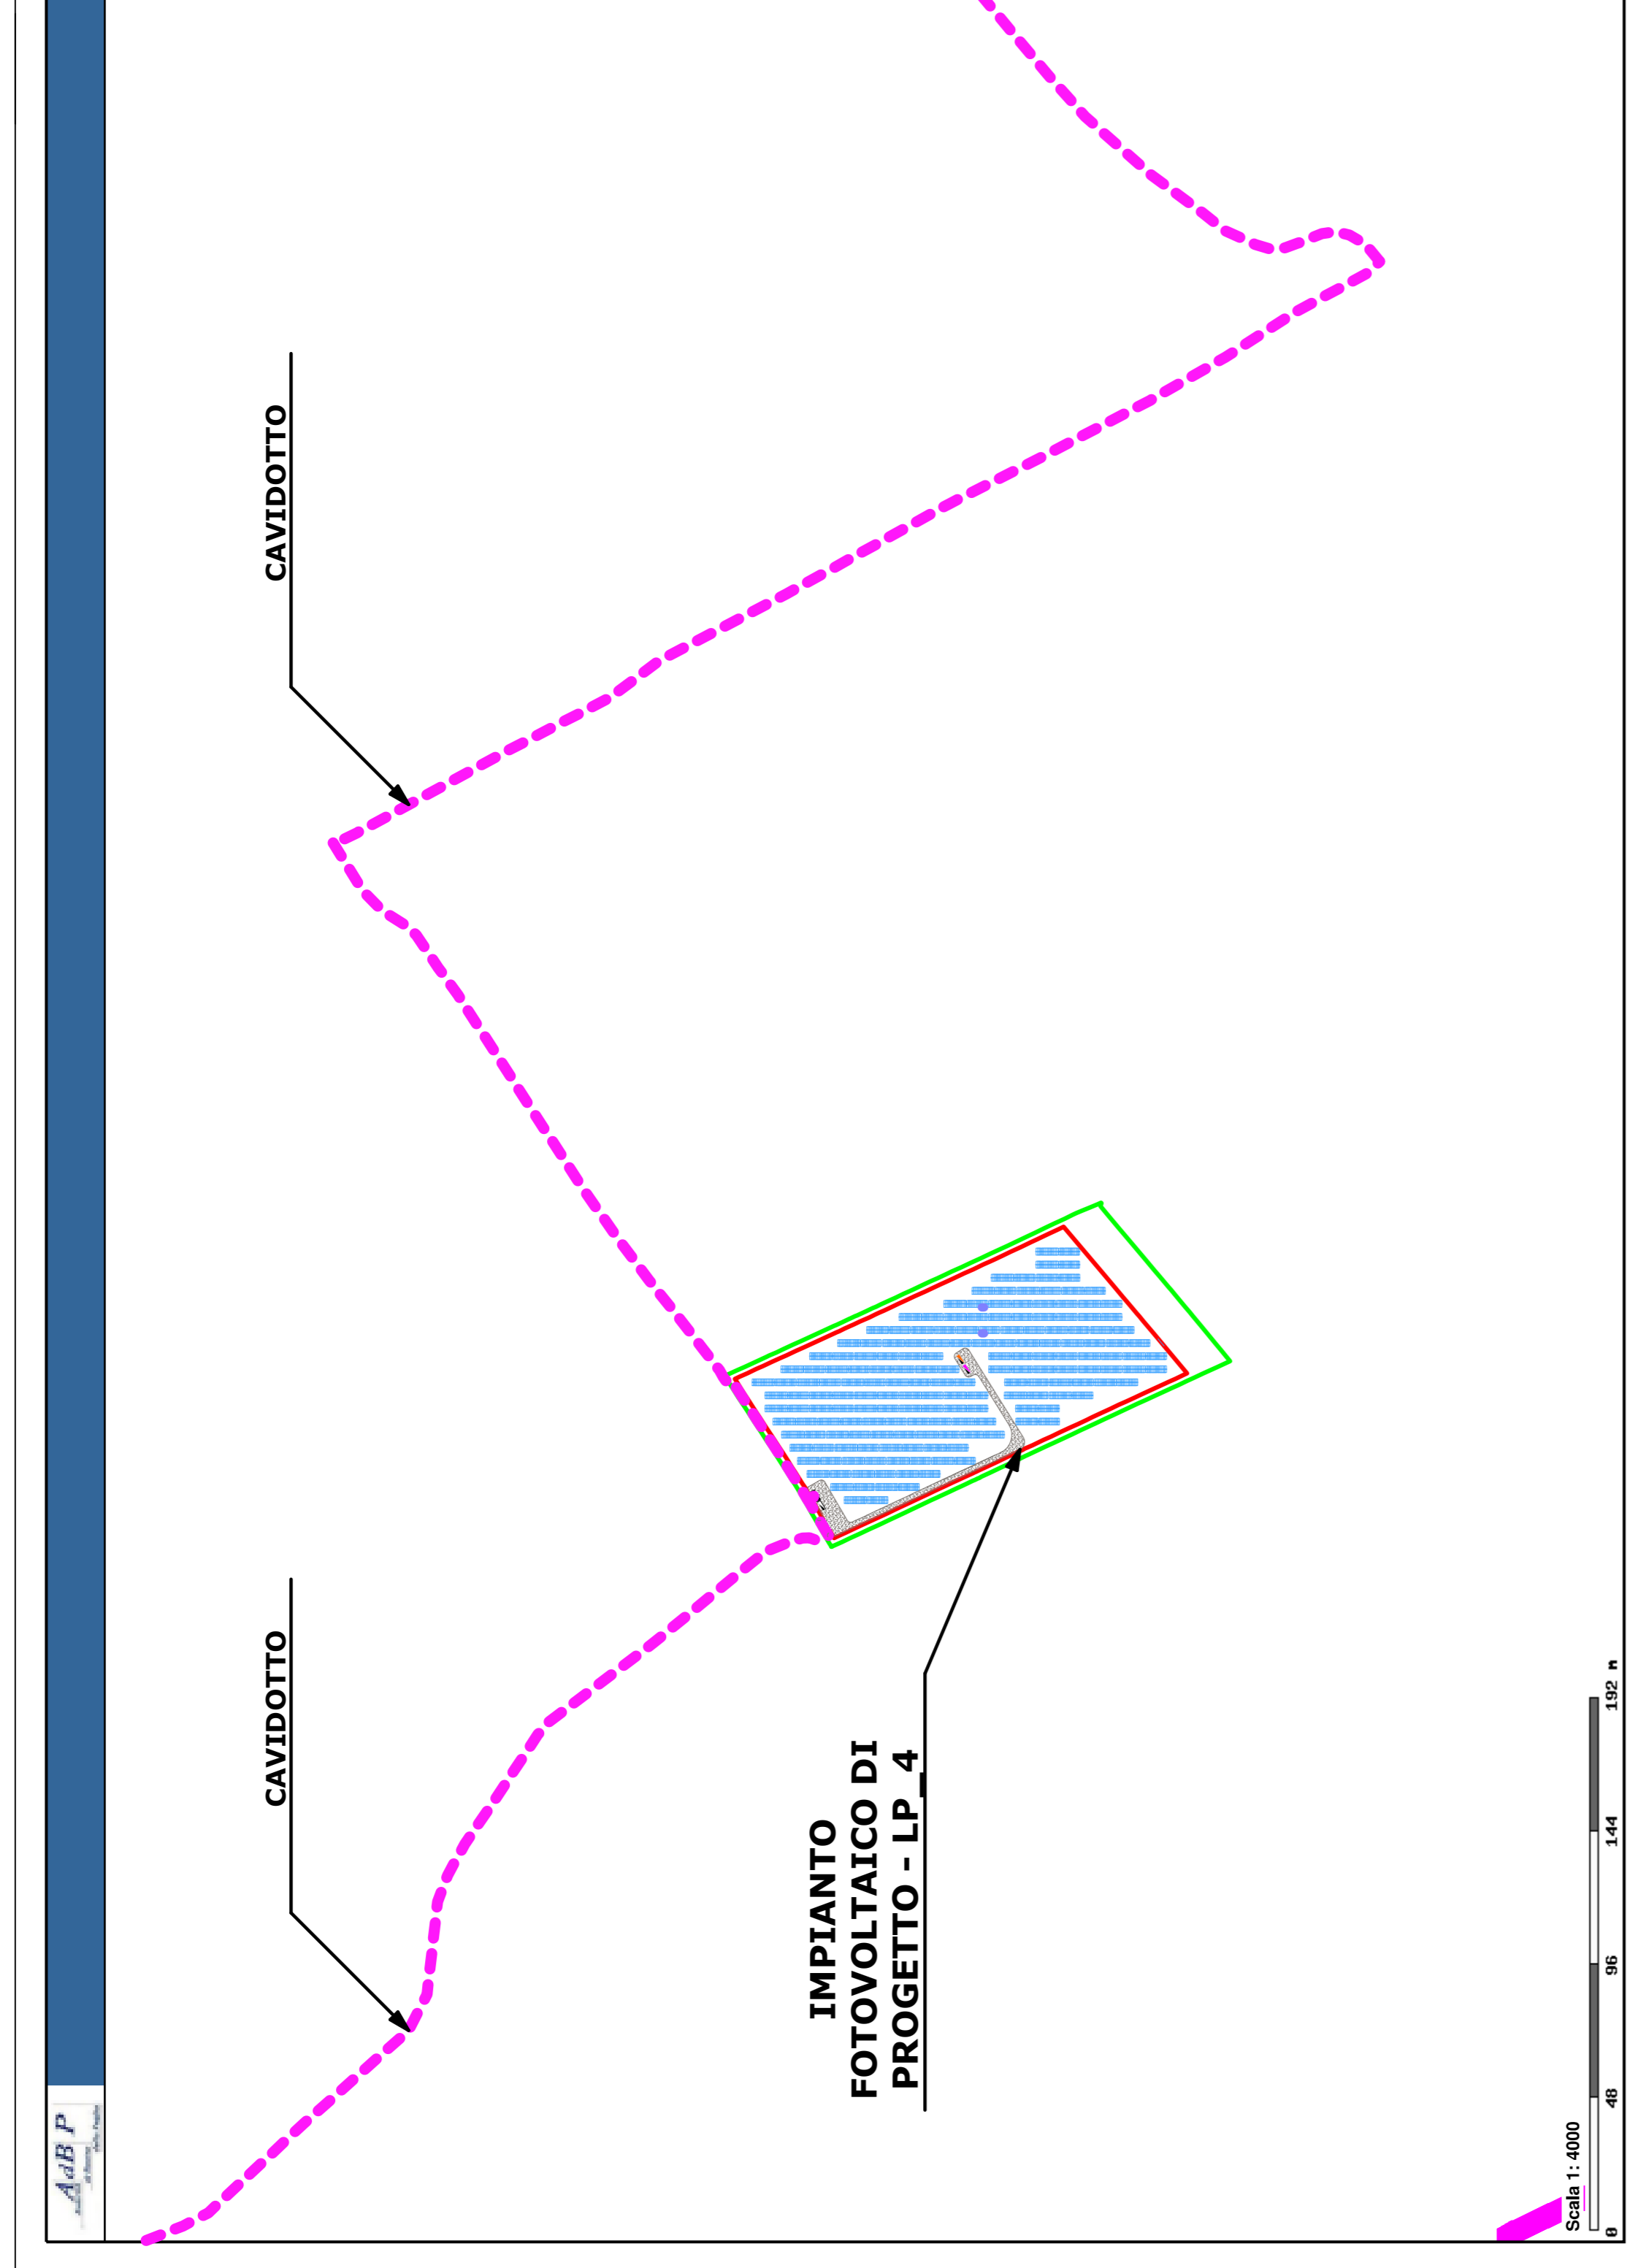 AdB P
CAVIDOTTO
CAVIDOTTO
IMPIANTO
FOTOVOLTAICO DI
PROGETTO - LP_4
Scala 1: 4000
0 48 96 144 192 m